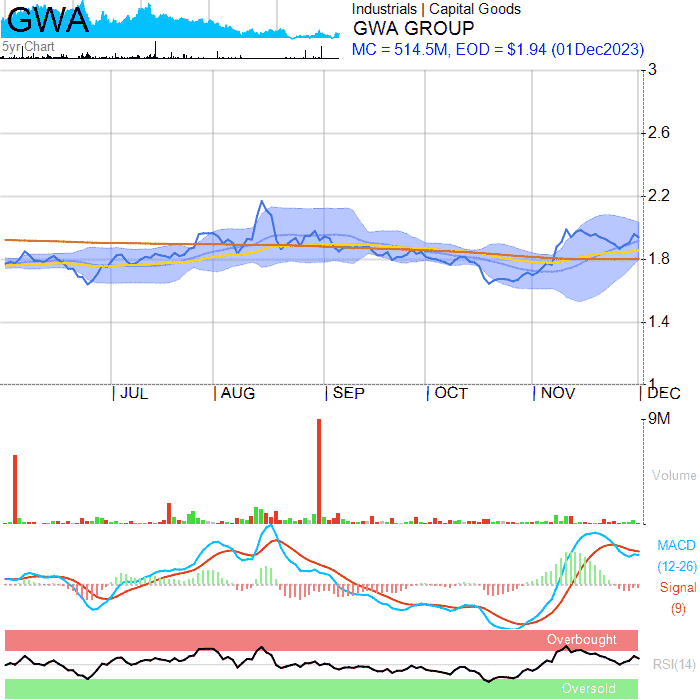 GWA
5yr Chart
Industrials | Capital Goods
GWA GROUP
MC = 514.5M, EOD = $1.94 (01Dec2023)
3
2.6
2.2
1.8
1.4
1
JUL AUG SEP OCT NOV DEC
9M
Volume
MACD
(12-26)
Signal
(9)
Overbought
RSI(14)
Oversold